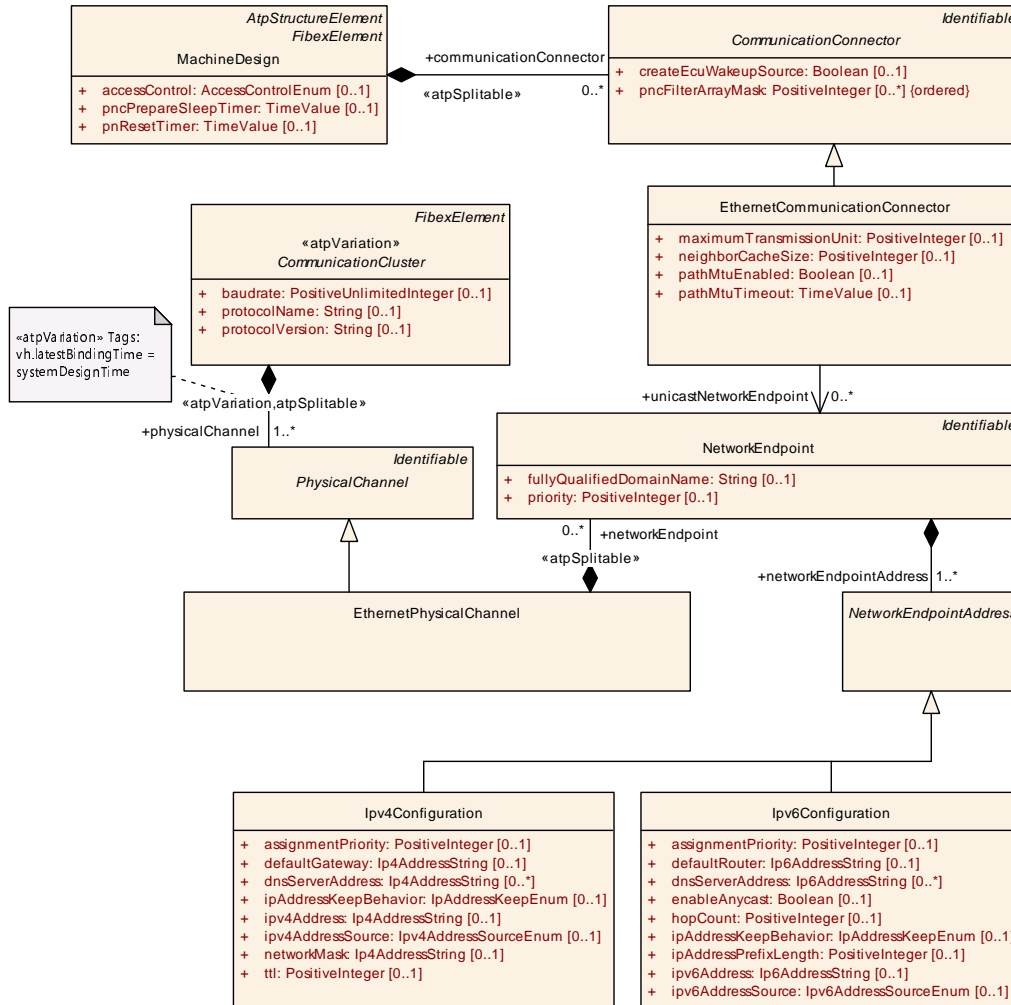 AtpStructureElement
FibexElement
MachineDesign
+ accessControl: AccessControlEnum [0..1]
+ pncPrepareSleepTimer: TimeValue [0..1]
+ pnResetTimer: TimeValue [0..1]
+communicationConnector
«atpSplitable»
0..*
Identifiable
CommunicationConnector
+ createEcuWakeupSource: Boolean [0..1]
+ pncFilterArrayMask: PositiveInteger [0..*] {ordered}
EthernetCommunicationConnector
+ maximumTransmissionUnit: PositiveInteger [0..1]
+ neighborCacheSize: PositiveInteger [0..1]
+ pathMtuEnabled: Boolean [0..1]
+ pathMtuTimeout: TimeValue [0..1]
FibexElement
«atpVariation»
CommunicationCluster
+ baudrate: PositiveUnlimitedInteger [0..1]
+ protocolName: String [0..1]
+ protocolVersion: String [0..1]
«atpVariation» Tags:
vh.latestBindingTime =
systemDesignTime
«atpVariation,atpSplitable»
+physicalChannel
1..*
+unicastNetworkEndpoint
0..*
Identifiable
PhysicalChannel
Identifiable
NetworkEndpoint
+ fullyQualifiedDomainName: String [0..1]
+ priority: PositiveInteger [0..1]
0..*
+networkEndpoint
«atpSplitable»
+networkEndpointAddress
1..*
EthernetPhysicalChannel
NetworkEndpointAddress
Ipv4Configuration
+ assignmentPriority: PositiveInteger [0..1]
+ defaultGateway: Ip4AddressString [0..1]
+ dnsServerAddress: Ip4AddressString [0..*]
+ ipAddressKeepBehavior: IpAddressKeepEnum [0..1]
+ ipv4Address: Ip4AddressString [0..1]
+ ipv4AddressSource: Ipv4AddressSourceEnum [0..1]
+ networkMask: Ip4AddressString [0..1]
+ ttl: PositiveInteger [0..1]
Ipv6Configuration
+ assignmentPriority: PositiveInteger [0..1]
+ defaultRouter: Ip6AddressString [0..1]
+ dnsServerAddress: Ip6AddressString [0..*]
+ enableAnycast: Boolean [0..1]
+ hopCount: PositiveInteger [0..1]
+ ipAddressKeepBehavior: IpAddressKeepEnum [0..1]
+ ipAddressPrefixLength: PositiveInteger [0..1]
+ ipv6Address: Ip6AddressString [0..1]
+ ipv6AddressSource: Ipv6AddressSourceEnum [0..1]